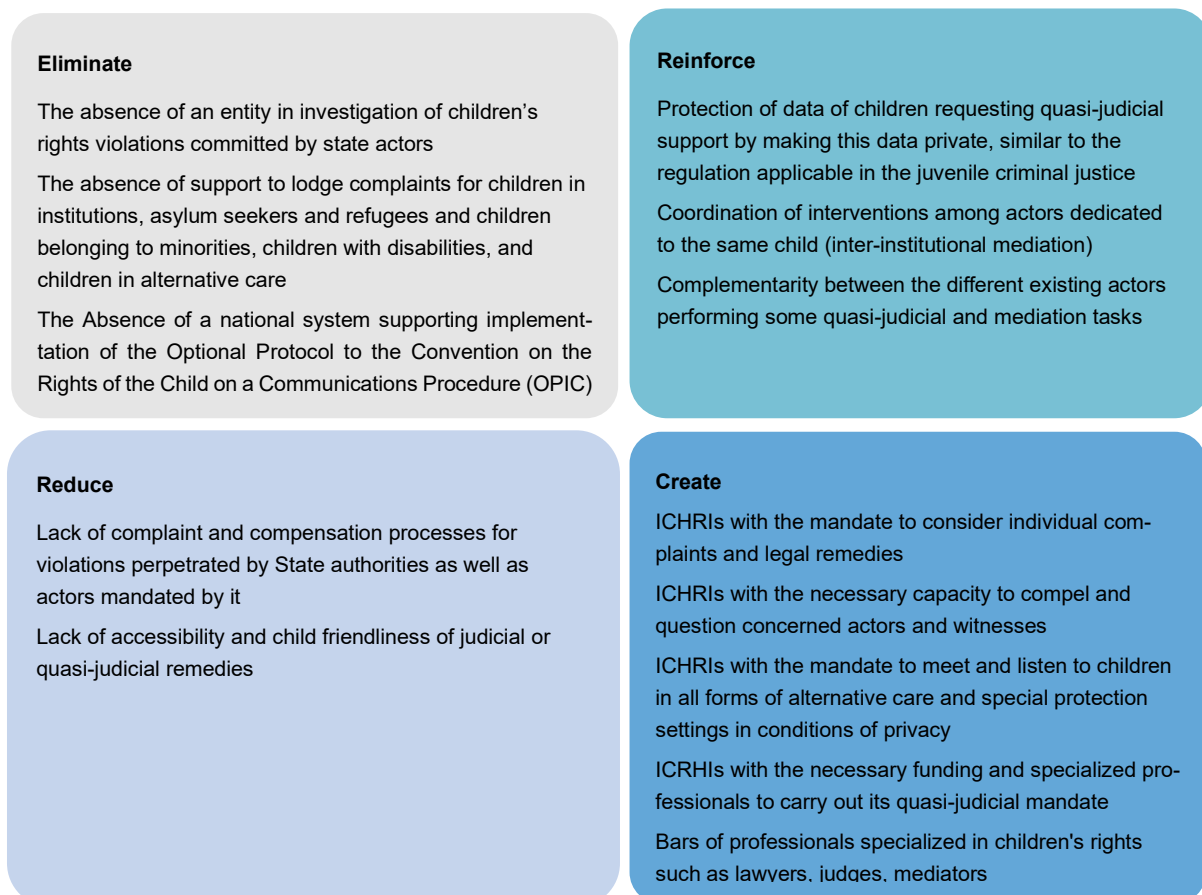 Eliminate
The absence of an entity in investigation of children's
rights violations committed by state actors
The absence of support to lodge complaints for children in
institutions, asylum seekers and refugees and children
belonging to minorities, children with disabilities, and
children in alternative care
The Absence of a national system supporting implement-
tation of the Optional Protocol to the Convention on the
Rights of the Child on a Communications Procedure (OPIC)
Reinforce
Protection of data of children requesting quasi-judicial
support by making this data private, similar to the
regulation applicable in the juvenile criminal justice
Coordination of interventions among actors dedicated
to the same child (inter-institutional mediation)
Complementarity between the different existing actors
performing some quasi-judicial and mediation tasks
Reduce
Lack of complaint and compensation processes for
violations perpetrated by State authorities as well as
actors mandated by it
Lack of accessibility and child friendliness of judicial or
quasi-judicial remedies
Create
ICHRIs with the mandate to consider individual com-
plaints and legal remedies
ICHRIs with the necessary capacity to compel and
question concerned actors and witnesses
ICHRIs with the mandate to meet and listen to children
in all forms of alternative care and special protection
settings in conditions of privacy
ICRHIs with the necessary funding and specialized pro-
fessionals to carry out its quasi-judicial mandate
Bars of professionals specialized in children's rights
such as lawyers, judges, mediators